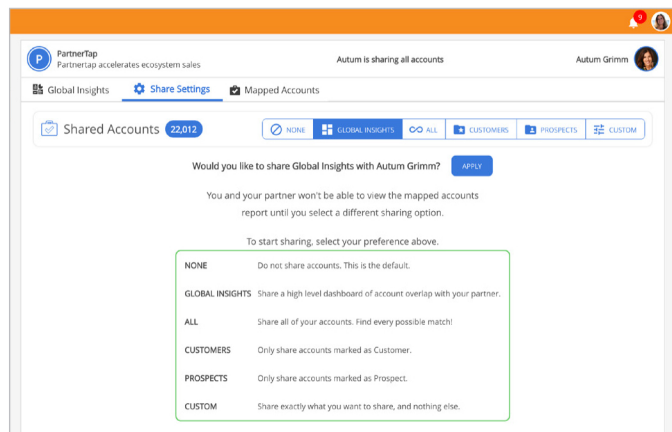 9
P
PartnerTap
Partnertap accelerates ecosystem sales
Autum is sharing all accounts
Autum Grimm
Global Insights
Share Settings
Mapped Accounts
Shared Accounts 22,012
NONE
GLOBAL INSIGHTS
ALL
CUSTOMERS
PROSPECTS
CUSTOM
Would you like to share Global Insights with Autum Grimm?
APPLY
You and your partner won't be able to view the mapped accounts
report until you select a different sharing option.
To start sharing, select your preference above.
NONE Do not share accounts. This is the default.
GLOBAL INSIGHTS Share a high level dashboard of account overlap with your partner.
ALL Share all of your accounts. Find every possible match!
CUSTOMERS Only share accounts marked as Customer.
PROSPECTS Only share accounts marked as Prospect.
CUSTOM Share exactly what you want to share, and nothing else.